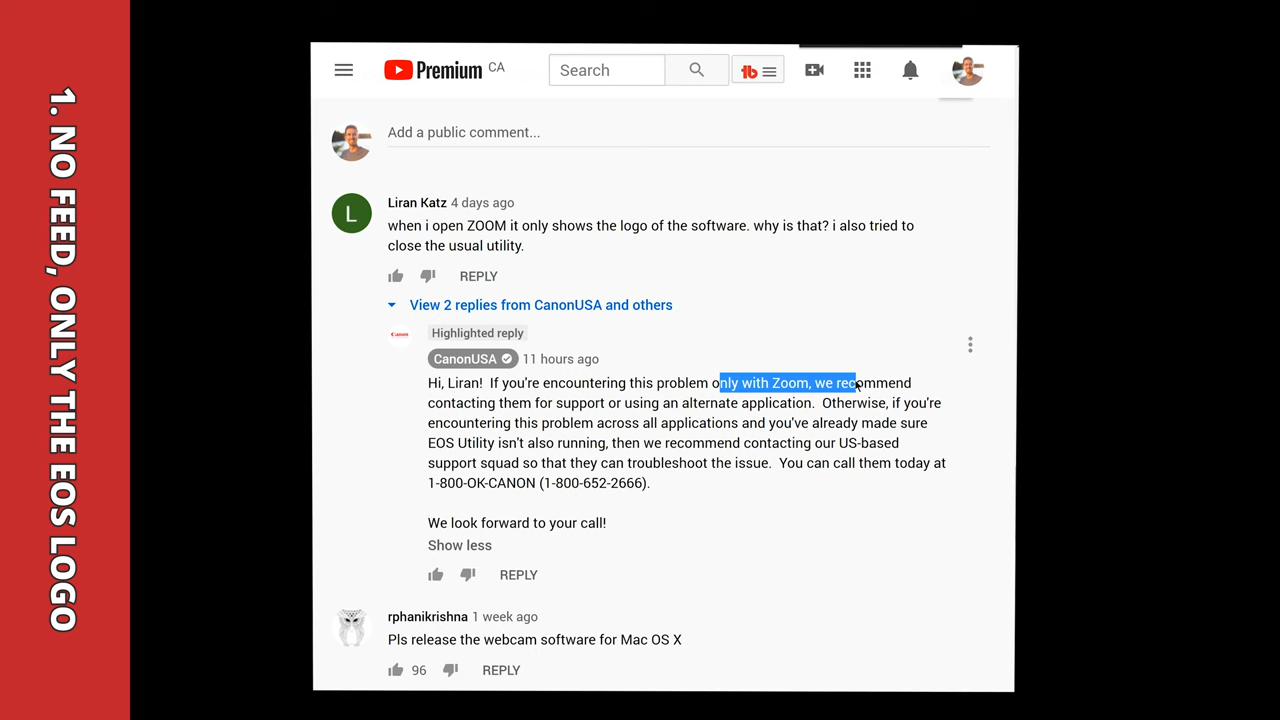 1. NO FEED, ONLY THE EOS LOGO
Premium CA
Search
Add a public comment...
Liran Katz 4 days ago
when i open ZOOM it only shows the logo of the software. why is that? i also tried to
close the usual utility.
REPLY
View 2 replies from CanonUSA and others
Canon
Highlighted reply
CanonUSA 11 hours ago
Hi, Liran!  If you're encountering this problem only with Zoom, we recommend
contacting them for support or using an alternate application.  Otherwise, if you're
encountering this problem across all applications and you've already made sure
EOS Utility isn't also running, then we recommend contacting our US-based
support squad so that they can troubleshoot the issue.  You can call them today at
1-800-OK-CANON (1-800-652-2666).
We look forward to your call!
Show less
REPLY
rphanikrishna 1 week ago
Pls release the webcam software for Mac OS X
96 REPLY
L
tb